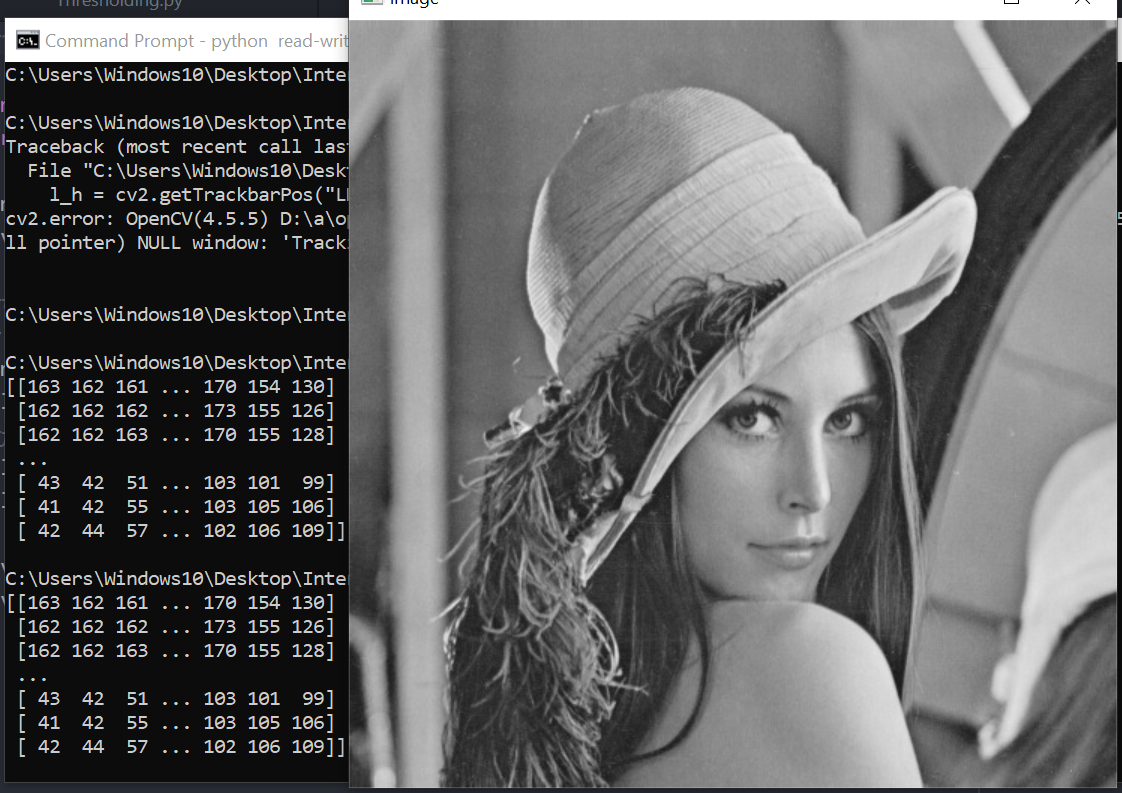 Thresholding.py
image
Command Prompt - python read-writ
C:\Users\Windows10\Desktop\Inte
C:\Users\Windows10\Desktop\Inte
Traceback (most recent call las
File "C:\Users\Windows10\Desk
l_h = cv2.getTrackbarPos("L
cv2.error: OpenCV(4.5.5) D:\a\op
ll pointer) NULL window: 'Track
C:\Users\Windows10\Desktop\Inte
C:\Users\Windows10\Desktop\Inte
[[163 162 161 ... 170 154 130]
[162 162 162 ... 173 155 126]
[162 162 163 ... 170 155 128]
...
[ 43 42 51 ... 103 101 99]
[ 41 42 55 ... 103 105 106]
[ 42 44 57 ... 102 106 109]]
C:\Users\Windows10\Desktop\Inte
[[163 162 161 ... 170 154 130]
[162 162 162 ... 173 155 126]
[162 162 163 ... 170 155 128]
...
[ 43 42 51 ... 103 101 99]
[ 41 42 55 ... 103 105 106]
[ 42 44 57 ... 102 106 109]]